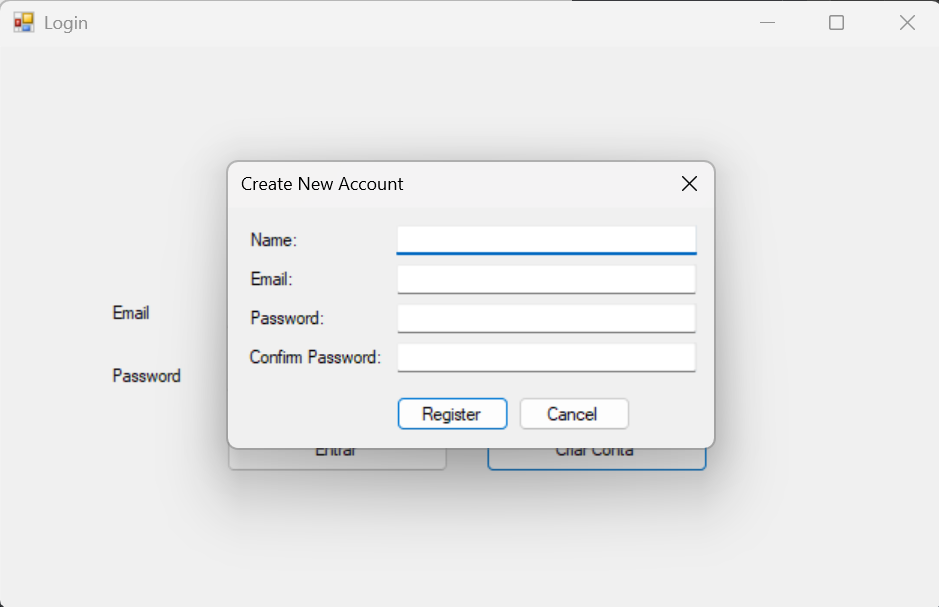 Login
Create New Account
Name:
Email:
Password:
Confirm Password:
Register Cancel
Email
Password
Entrar Criar Conta